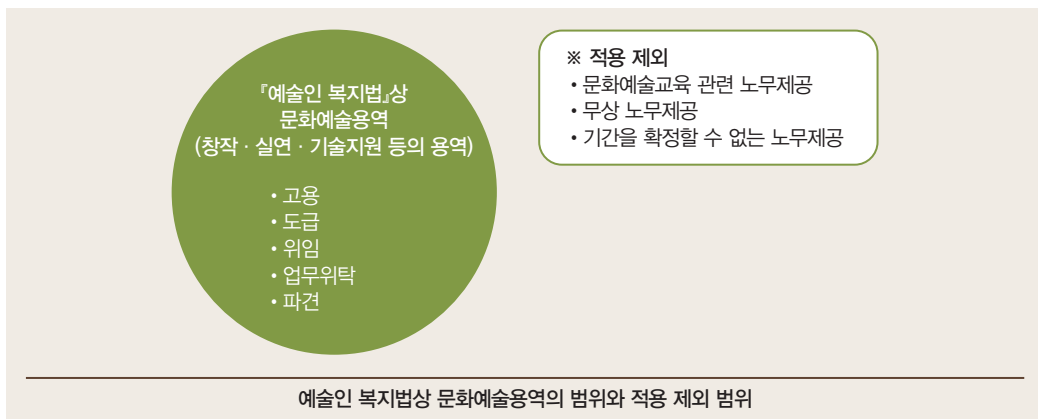 『예술인 복지법』상
문화예술용역
(창작 · 실연 · 기술지원 등의 용역)
• 고용
• 도급
• 위임
• 업무위탁
• 파견
※ 적용 제외
• 문화예술교육 관련 노무제공
• 무상 노무제공
• 기간을 확정할 수 없는 노무제공
예술인 복지법상 문화예술용역의 범위와 적용 제외 범위